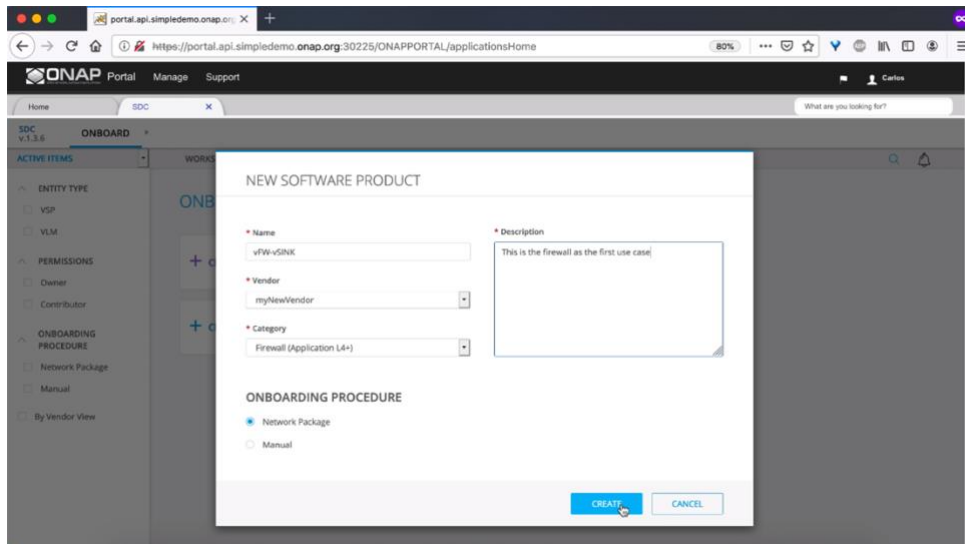 portal.api.simpledemo.onap.org
https://portal.api.simpledemo.onap.org:30225/ONAPPORTAL/applicationsHome
80%
ONAP Portal Manage Support
Carlos
Home
SDC
What are you looking for?
SDC
v.1.3.6
ONBOARD
ACTIVE ITEMS
WORKS
ENTITY TYPE
VSP
VLM
PERMISSIONS
Owner
Contributor
ONBOARDING
PROCEDURE
Network Package
Manual
By Vendor View
ONB
NEW SOFTWARE PRODUCT
* Name
vFW-vSINK
* Vendor
myNewVendor
* Category
Firewall (Application L4+)
* Description
This is the firewall as the first use case
ONBOARDING PROCEDURE
Network Package
Manual
CREATE
CANCEL